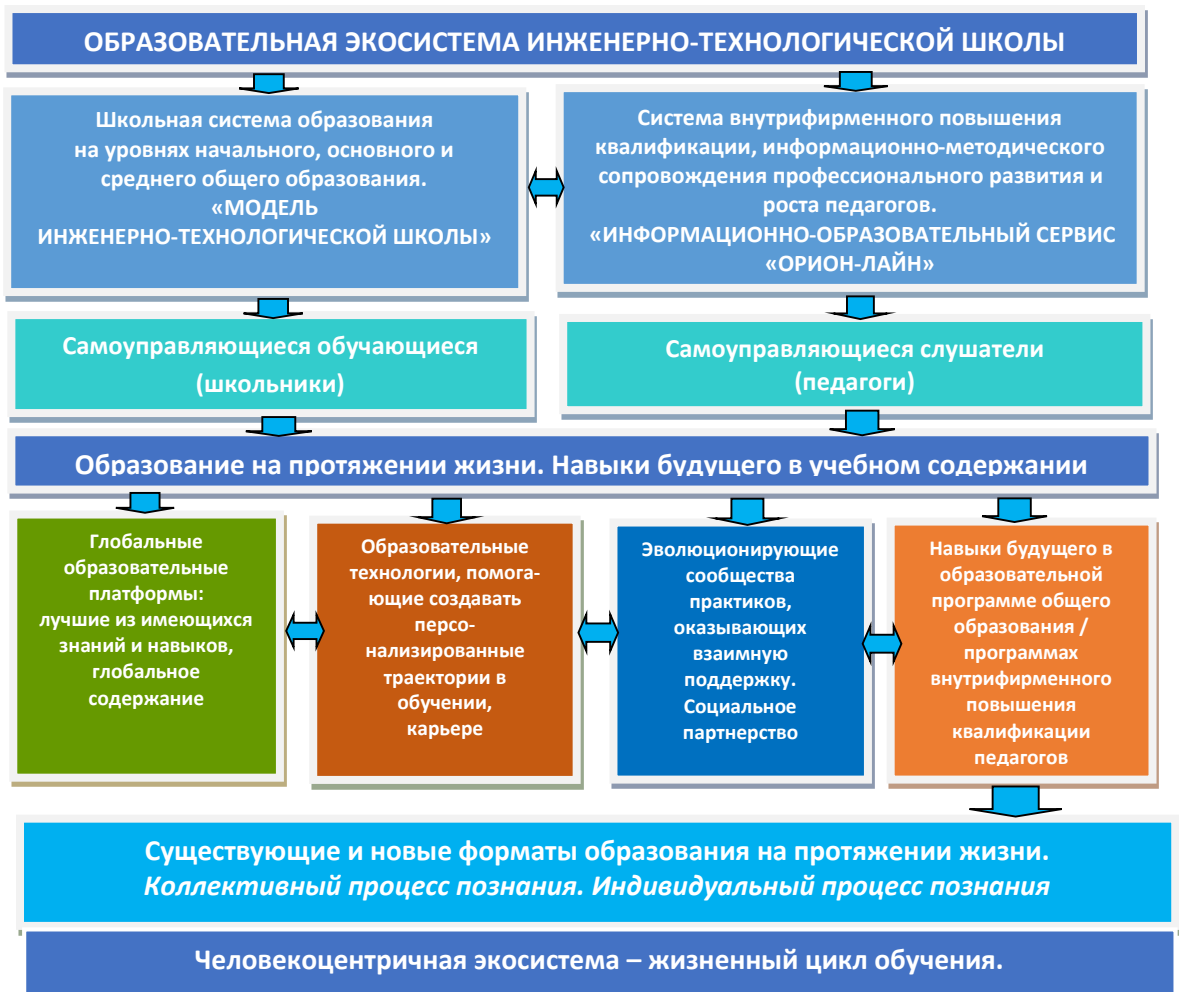 ОБРАЗОВАТЕЛЬНАЯ ЭКОСИСТЕМА ИНЖЕНЕРНО-ТЕХНОЛОГИЧЕСКОЙ ШКОЛЫ
Школьная система образования
на уровнях начального, основного и
среднего общего образования.
«МОДЕЛЬ
ИНЖЕНЕРНО-ТЕХНОЛОГИЧЕСКОЙ ШКОЛЫ»
Система внутрифирменного повышения
квалификации, информационно-методического
сопровождения профессионального развития и
роста педагогов.
«ИНФОРМАЦИОННО-ОБРАЗОВАТЕЛЬНЫЙ СЕРВИС
«ОРИОН-ЛАЙН»
Самоуправляющиеся обучающиеся
(школьники)
Самоуправляющиеся слушатели
(педагоги)
Образование на протяжении жизни. Навыки будущего в учебном содержании
Глобальные
образовательные
платформы:
лучшие из имеющихся
знаний и навыков,
глобальное
содержание
Образовательные
технологии, помога-
ющие создавать
персо-
нализированные
траектории в
обучении,
карьере
Эволюционирующие
сообщества
практиков,
оказывающих
взаимную
поддержку.
Социальное
партнерство
Навыки будущего в
образовательной
программе общего
образования /
программах
внутрифирменного
повышения
квалификации
педагогов
Существующие и новые форматы образования на протяжении жизни.
Коллективный процесс познания. Индивидуальный процесс познания
Человекоцентричная экосистема – жизненный цикл обучения.